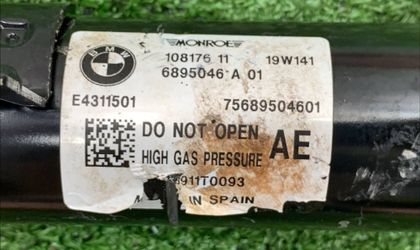 BMW
MONROE
108176 11 19W141
6895046-A 01
E4311501 75689504601
DO NOT OPEN AE
HIGH GAS PRESSURE
911T0093
IN SPAIN